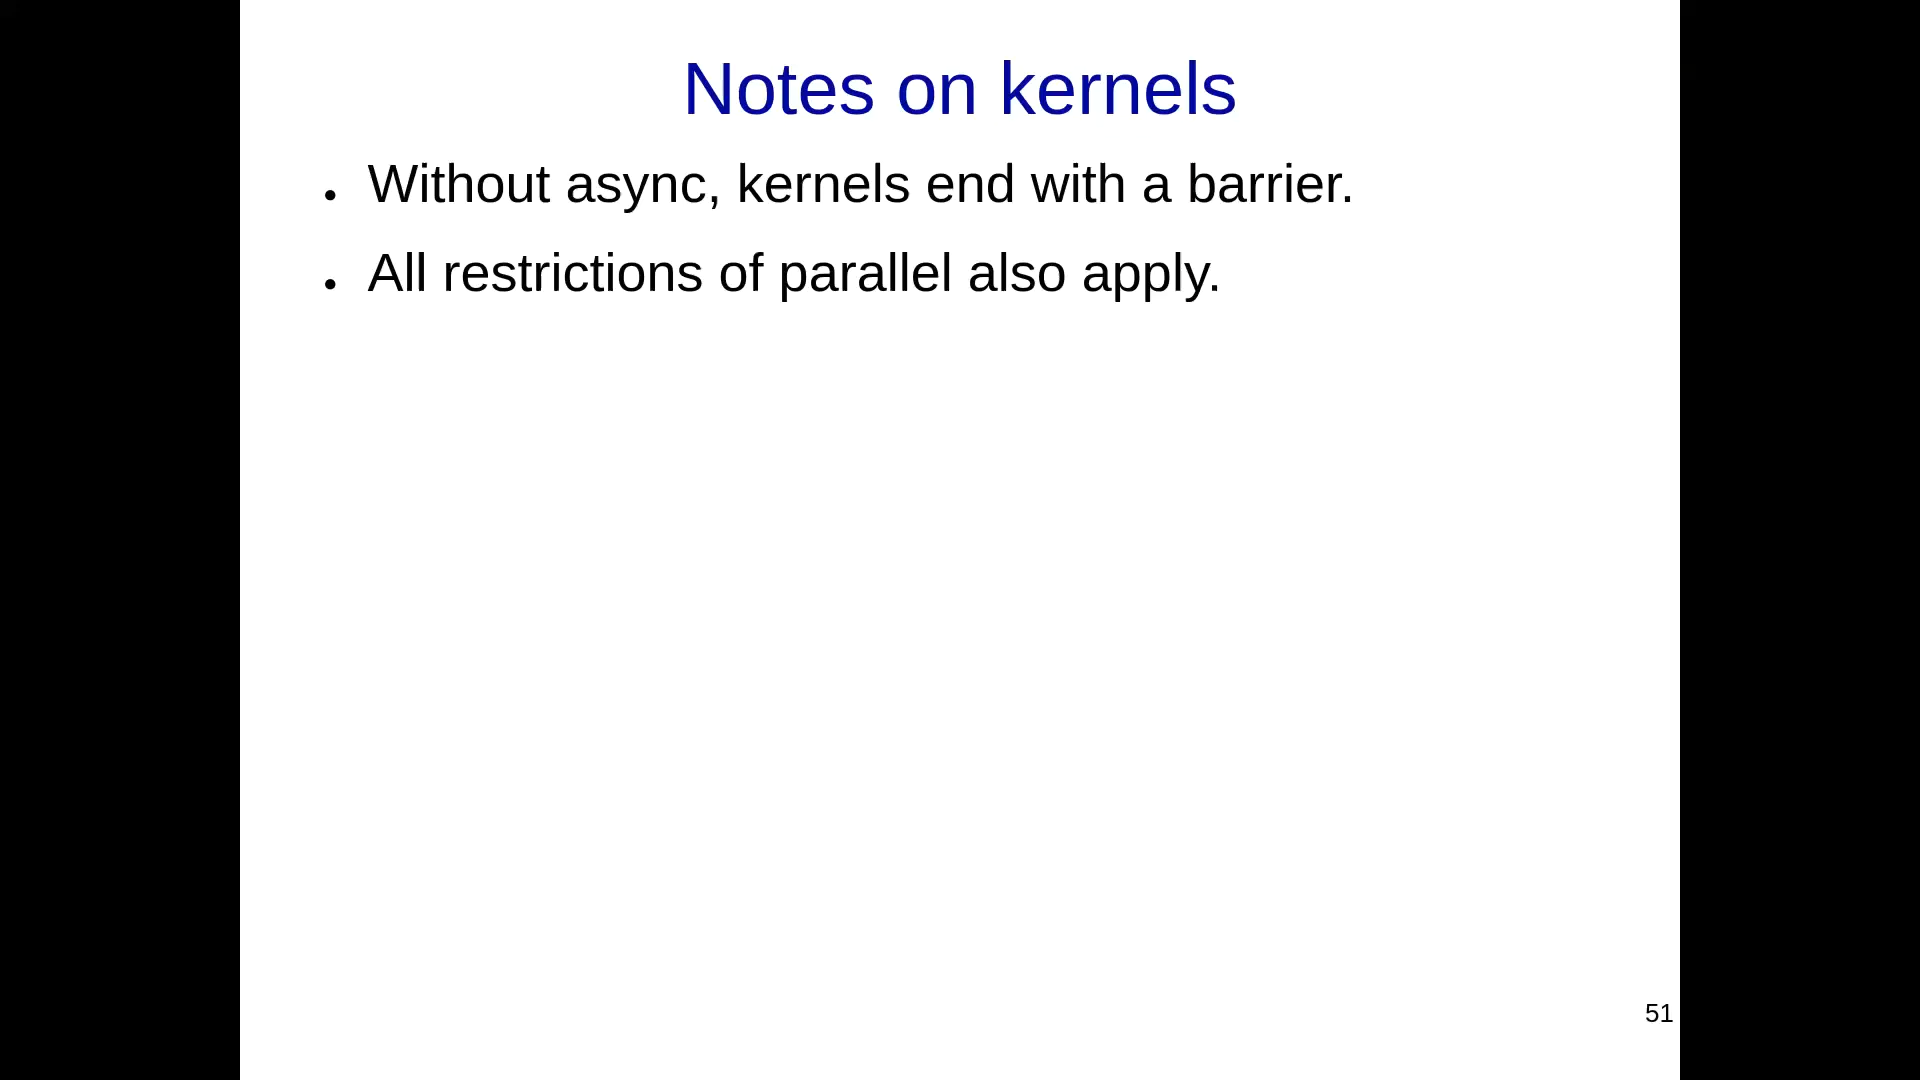 Notes on kernels
• Without async, kernels end with a barrier.
• All restrictions of parallel also apply.
51